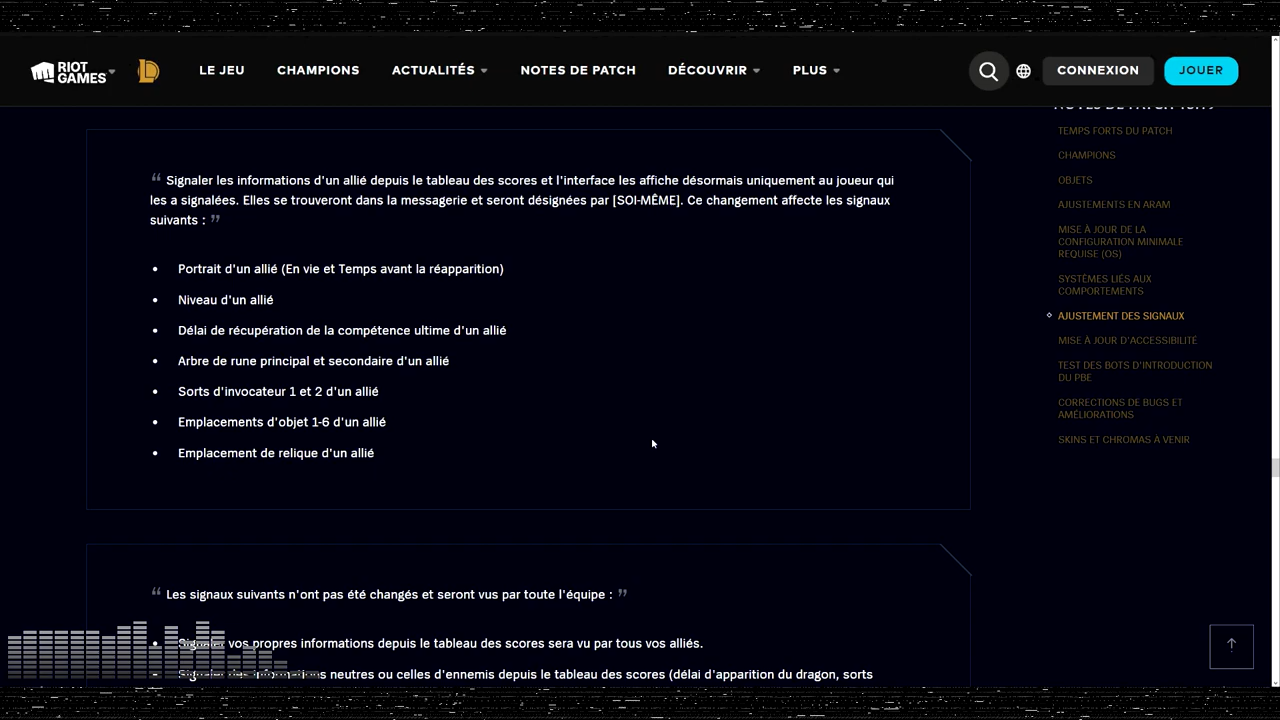 RIOT GAMES
LE JEU
CHAMPIONS
ACTUALITÉS
NOTES DE PATCH
DÉCOUVRIR
PLUS
CONNEXION
JOUER
“ Signaler les informations d'un allié depuis le tableau des scores et l'interface les affiche désormais uniquement au joueur qui
les a signalées. Elles se trouveront dans la messagerie et seront désignées par [SOI-MÊME]. Ce changement affecte les signaux
suivants : ”
• Portrait d'un allié (En vie et Temps avant la réapparition)
• Niveau d'un allié
• Délai de récupération de la compétence ultime d'un allié
• Arbre de rune principal et secondaire d'un allié
• Sorts d'invocateur 1 et 2 d'un allié
• Emplacements d'objet 1-6 d'un allié
• Emplacement de relique d'un allié
“ Les signaux suivants n'ont pas été changés et seront vus par toute l'équipe : ”
• Signaler vos propres informations depuis le tableau des scores sera vu par tous vos alliés.
• Signaler des informations neutres ou celles d'ennemis depuis le tableau des scores (délai d'apparition du dragon, sorts
NOTES DE PATCH
TEMPS FORTS DU PATCH
CHAMPIONS
OBJETS
AJUSTEMENTS EN ARAM
MISE À JOUR DE LA
CONFIGURATION MINIMALE
REQUISE (OS)
SYSTÈMES LIÉS AUX
COMPORTEMENTS
AJUSTEMENT DES SIGNAUX
MISE À JOUR D'ACCESSIBILITÉ
TEST DES BOTS D'INTRODUCTION
DU PBE
CORRECTIONS DE BUGS ET
AMÉLIORATIONS
SKINS ET CHROMAS À VENIR